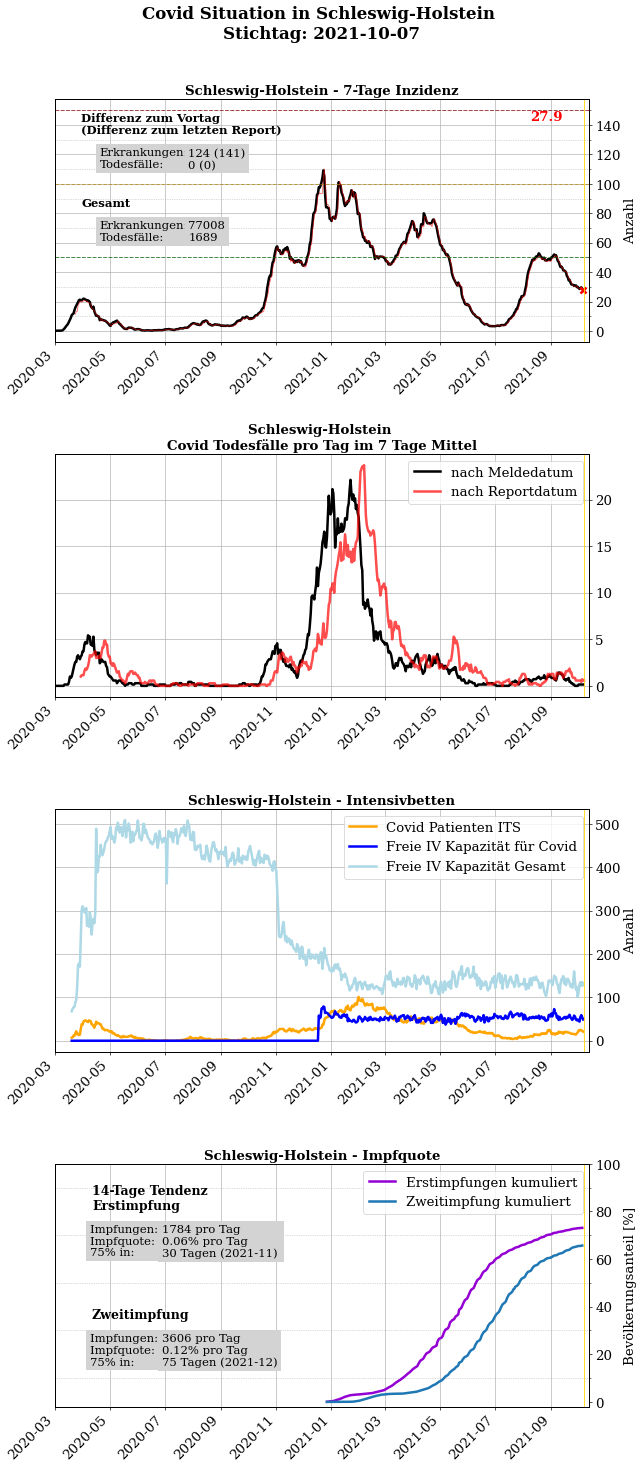 Covid Situation in Schleswig-Holstein
Stichtag: 2021-10-07
Schleswig-Holstein - 7-Tage Inzidenz
Differenz zum Vortag
(Differenz zum letzten Report)
Erkrankungen 124 (141)
Todesfälle: 0 (0)
Gesamt
Erkrankungen 77008
Todesfälle: 1689
27.9
140
120
100
80
60
40
20
0
Anzahl
2020-03 2020-05 2020-07 2020-09 2020-11 2021-01 2021-03 2021-05 2021-07 2021-09
Schleswig-Holstein
Covid Todesfälle pro Tag im 7 Tage Mittel
nach Meldedatum
nach Reportdatum
20
15
10
5
0
2020-03 2020-05 2020-07 2020-09 2020-11 2021-01 2021-03 2021-05 2021-07 2021-09
Schleswig-Holstein - Intensivbetten
Covid Patienten ITS
Freie IV Kapazität für Covid
Freie IV Kapazität Gesamt
500
400
300
200
100
0
Anzahl
2020-03 2020-05 2020-07 2020-09 2020-11 2021-01 2021-03 2021-05 2021-07 2021-09
Schleswig-Holstein - Impfquote
14-Tage Tendenz
Erstimpfung
Impfungen: 1784 pro Tag
Impfquote: 0.06% pro Tag
75% in: 30 Tagen (2021-11)
Zweitimpfung
Impfungen: 3606 pro Tag
Impfquote: 0.12% pro Tag
75% in: 75 Tagen (2021-12)
Erstimpfungen kumuliert
Zweitimpfung kumuliert
100
80
60
40
20
0
Bevölkerungsanteil [%]
2020-03 2020-05 2020-07 2020-09 2020-11 2021-01 2021-03 2021-05 2021-07 2021-09